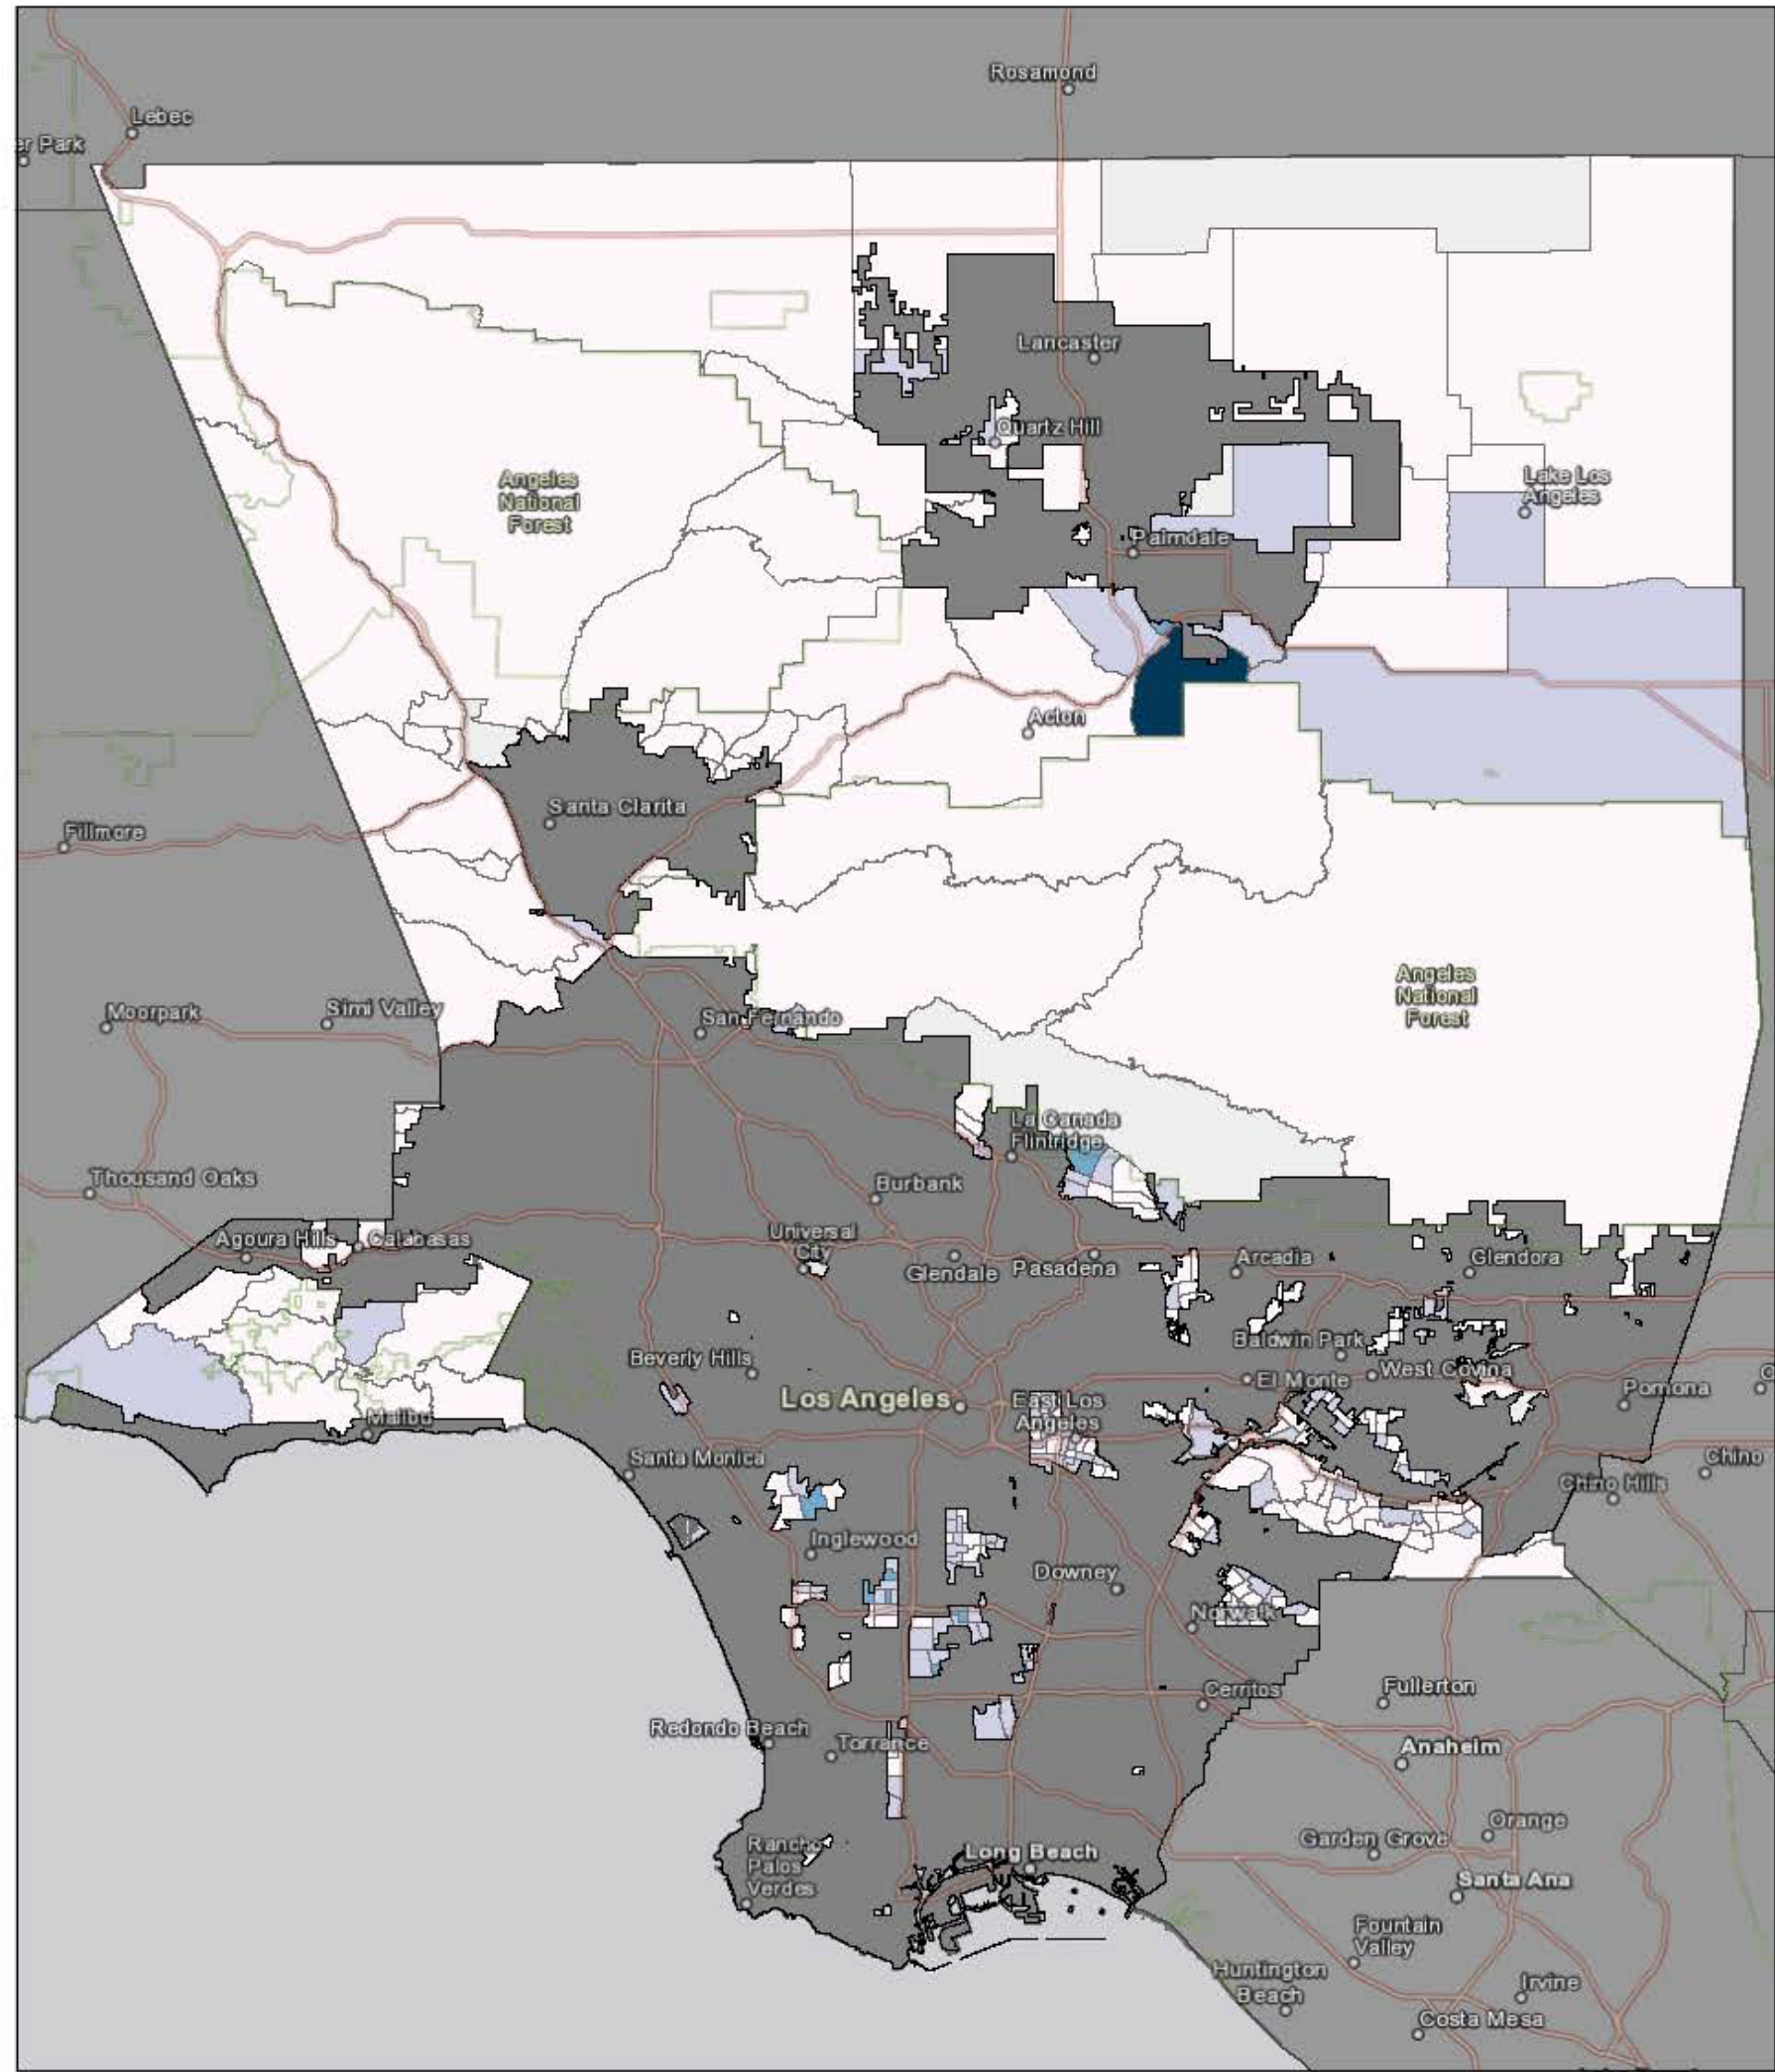 Rosamond
Lebec
er Park
Lancaster
Quartz Hill
Lake Los
Angeles
Angeles
National
Forest
Palmdale
Acton
Santa Clarita
Fillmore
Angeles
National
Forest
Moorpark
Simi Valley
San Fernando
La Canada
Flintridge
Thousand Oaks
Burbank
Agoura Hills
Calabasas
Universal
City
Glendale
Pasadena
Arcadia
Glendora
Baldwin Park
Beverly Hills
El Monte
West Covina
Pomona
O
Los Angeles
East Los
Angeles
Malibu
Santa Monica
Chino
Chino Hills
Inglewood
Downey
Norwalk
Cerritos
Fullerton
Redondo Beach
Torrance
Anaheim
Orange
Garden Grove
Rancho
Palos
Verdes
Long Beach
Santa Ana
Fountain
Valley
Huntington
Beach
Irvine
Costa Mesa